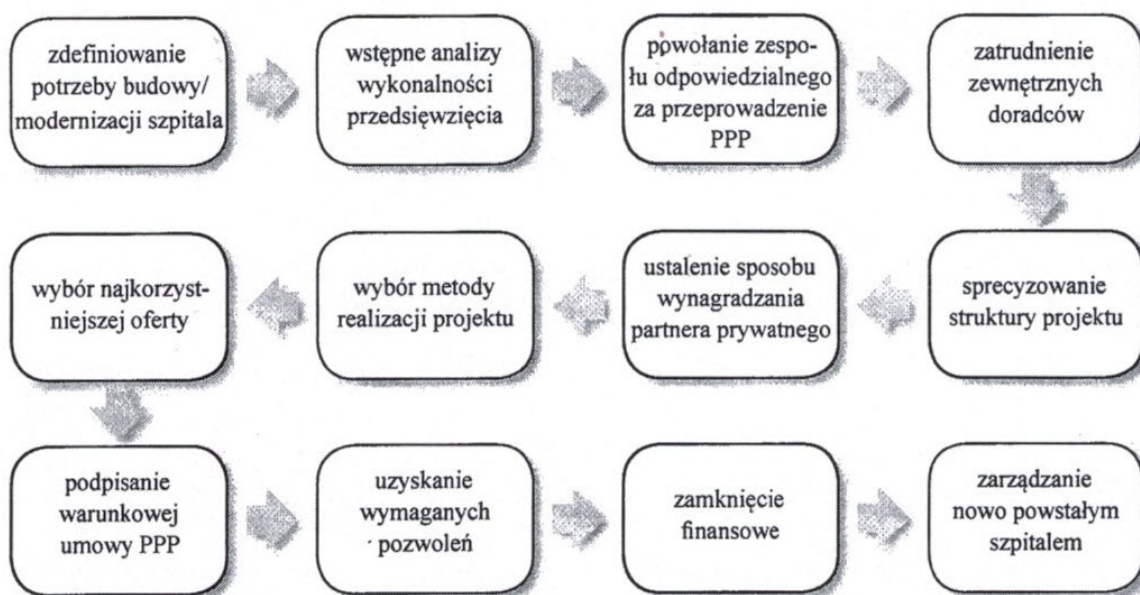 zdefiniowanie
potrzeby budowy/
modernizacji szpitala
wstępne analizy
wykonalności
przedsięwzięcia
powołanie zespo-
łu odpowiedzialnego
za przeprowadzenie
PPP
zatrudnienie
zewnętrznych
doradców
sprecyzowanie
struktury projektu
ustalenie sposobu
wynagradzania
partnera prywatnego
wybór metody
realizacji projektu
wybór najkorzyst-
niejszej oferty
podpisanie
warunkowej
umowy PPP
uzyskanie
wymaganych
pozwoleń
zamknięcie
finansowe
zarządzanie
nowo powstałym
szpitalem